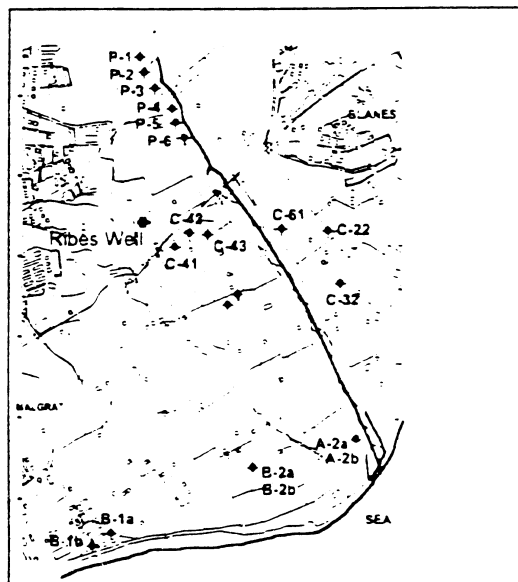 P-1
P-2
P-3
P-4
P-5
P-6
BLANES
C-42
C-61
C-22
Ribes Well
C-43
C-41
C-32
MALGRAT
A-2a
A-2b
B-2a
B-2b
B-1a
B-1b
SEA